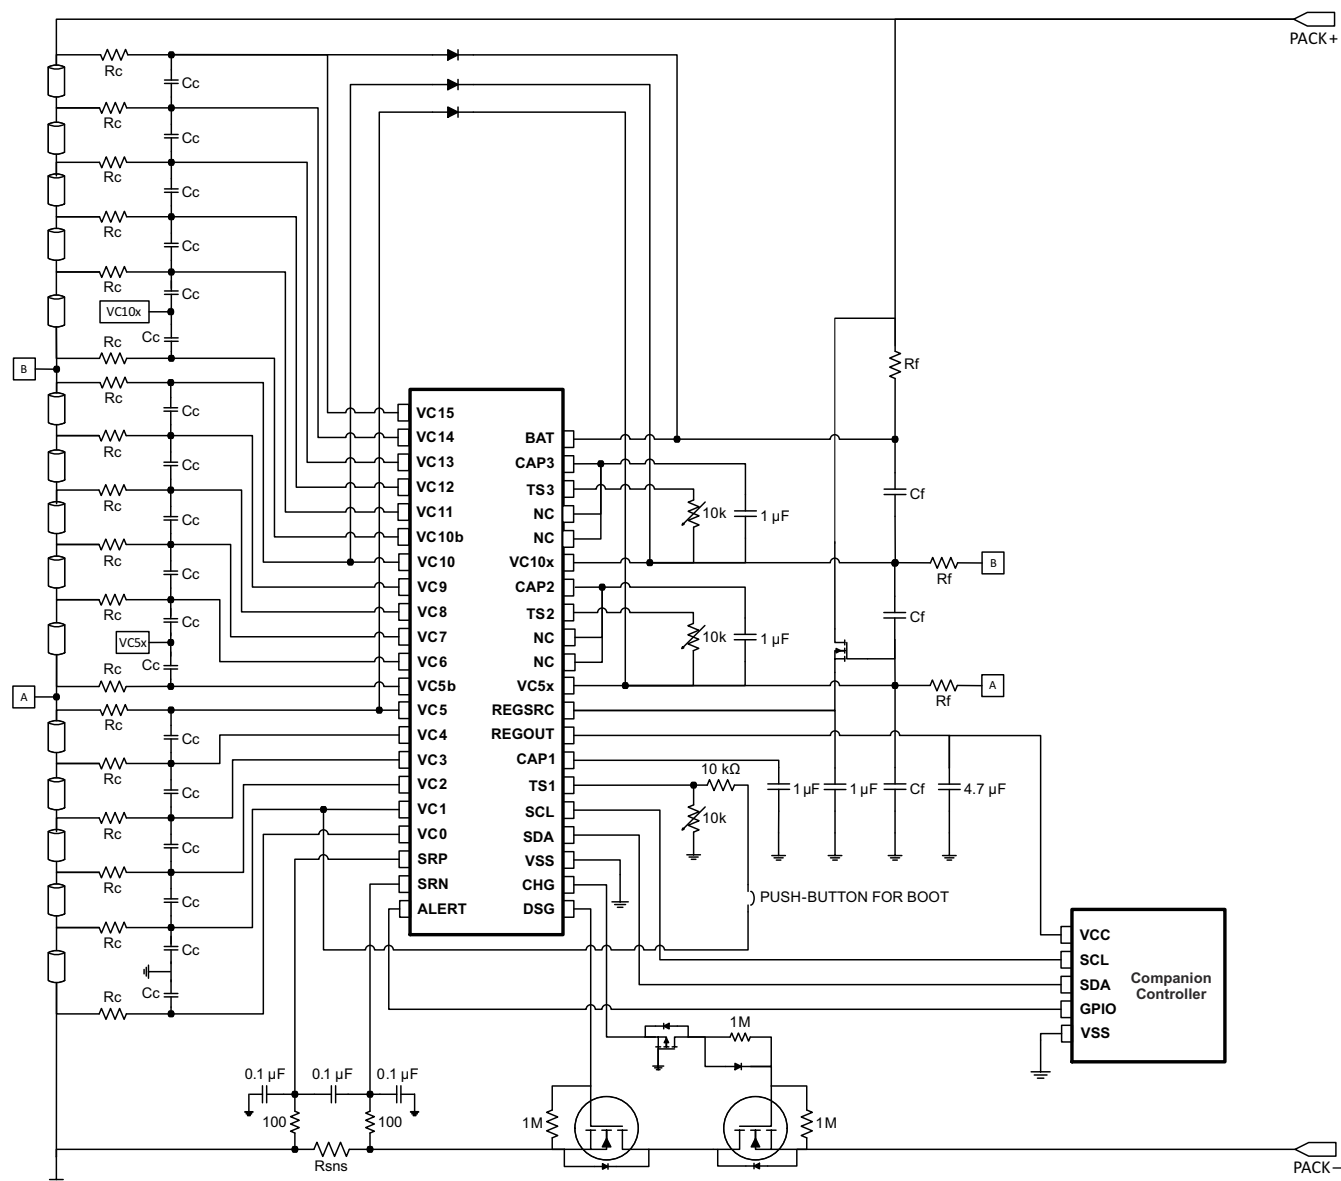 PACK+
Rc
Cc
Rc
Cc
Rc
Cc
Rc
Cc
Rc
Cc
VC10x
Rc
Cc
B
Rc
Cc
Rc
Cc
Rc
Cc
Rc
Cc
Rc
Cc
VC5x
Cc
Rc
A
Rc
Cc
Rc
Cc
Rc
Cc
Rc
Cc
Rc
Cc
Cc
Rc
VC15
VC14
VC13
VC12
VC11
VC10b
VC10
VC9
VC8
VC7
VC6
VC5b
VC5
VC4
VC3
VC2
VC1
VC0
SRP
SRN
ALERT
BAT
CAP3
TS3
NC
NC
VC10x
CAP2
TS2
NC
NC
VC5x
REGSRC
REGOUT
CAP1
TS1
SCL
SDA
VSS
CHG
DSG
10k
1 µF
10k
1 µF
Rf
Cf
Rf
B
Cf
Rf
A
10 kΩ
10k
1 µF
1 µF
Cf
4.7 µF
PUSH-BUTTON FOR BOOT
VCC
SCL
SDA
GPIO
VSS
Companion
Controller
0.1 µF
0.1 µF
0.1 µF
100
100
Rsns
1M
1M
1M
PACK–